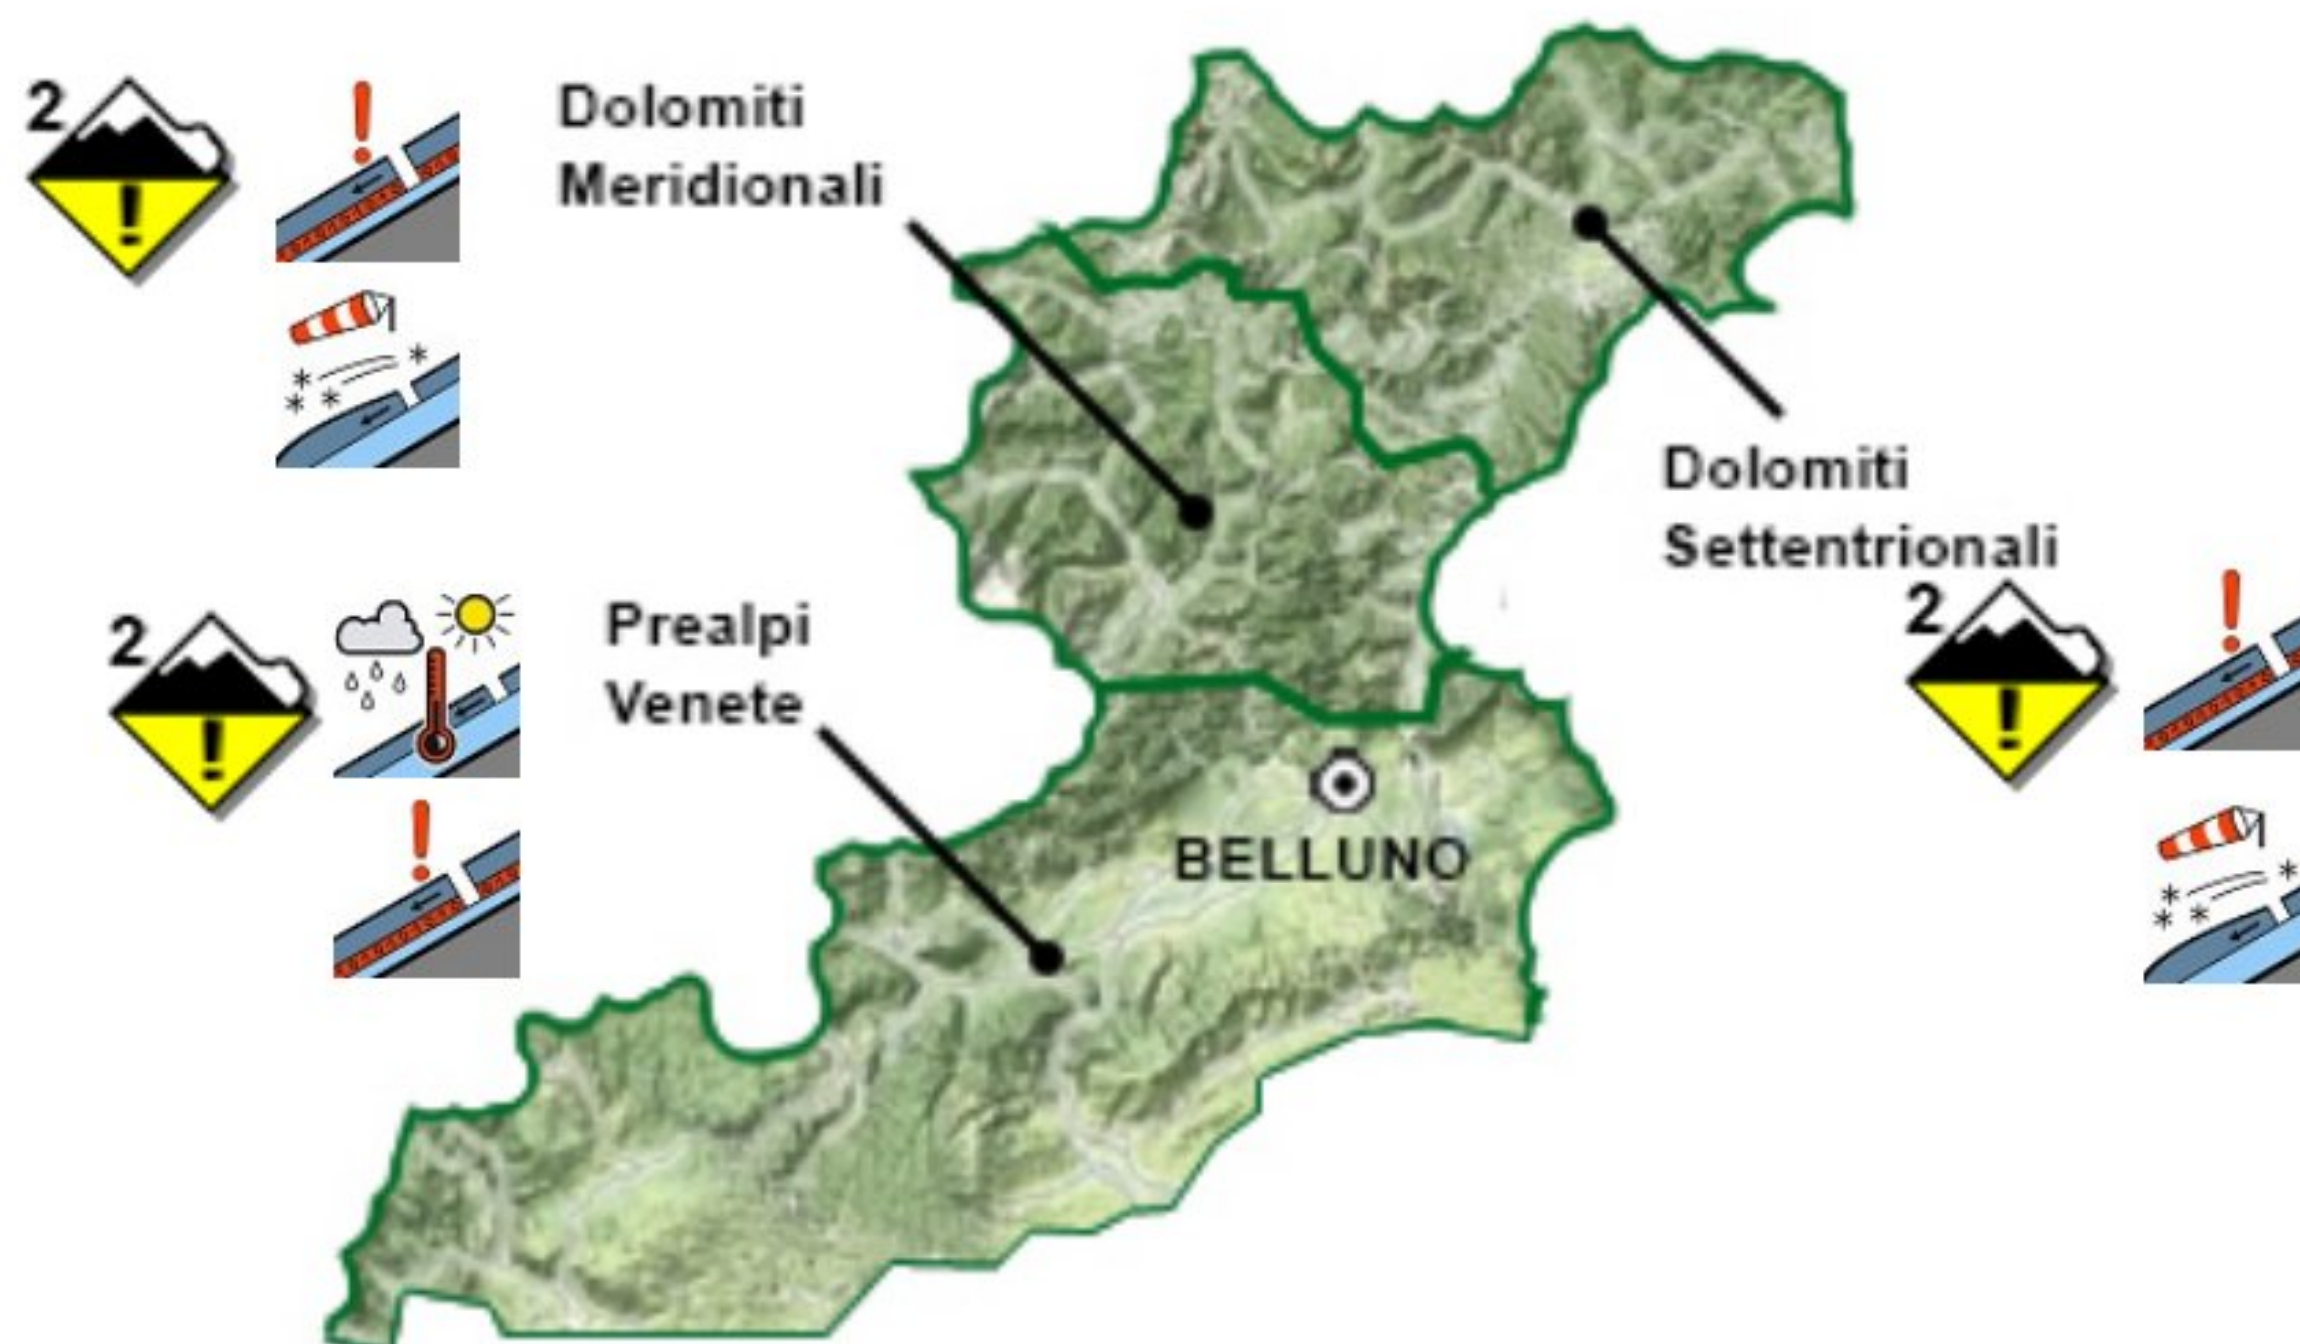 2
Dolomiti
Meridionali
Dolomiti
Settentrionali
2
2
Prealpi
Venete
BELLUNO